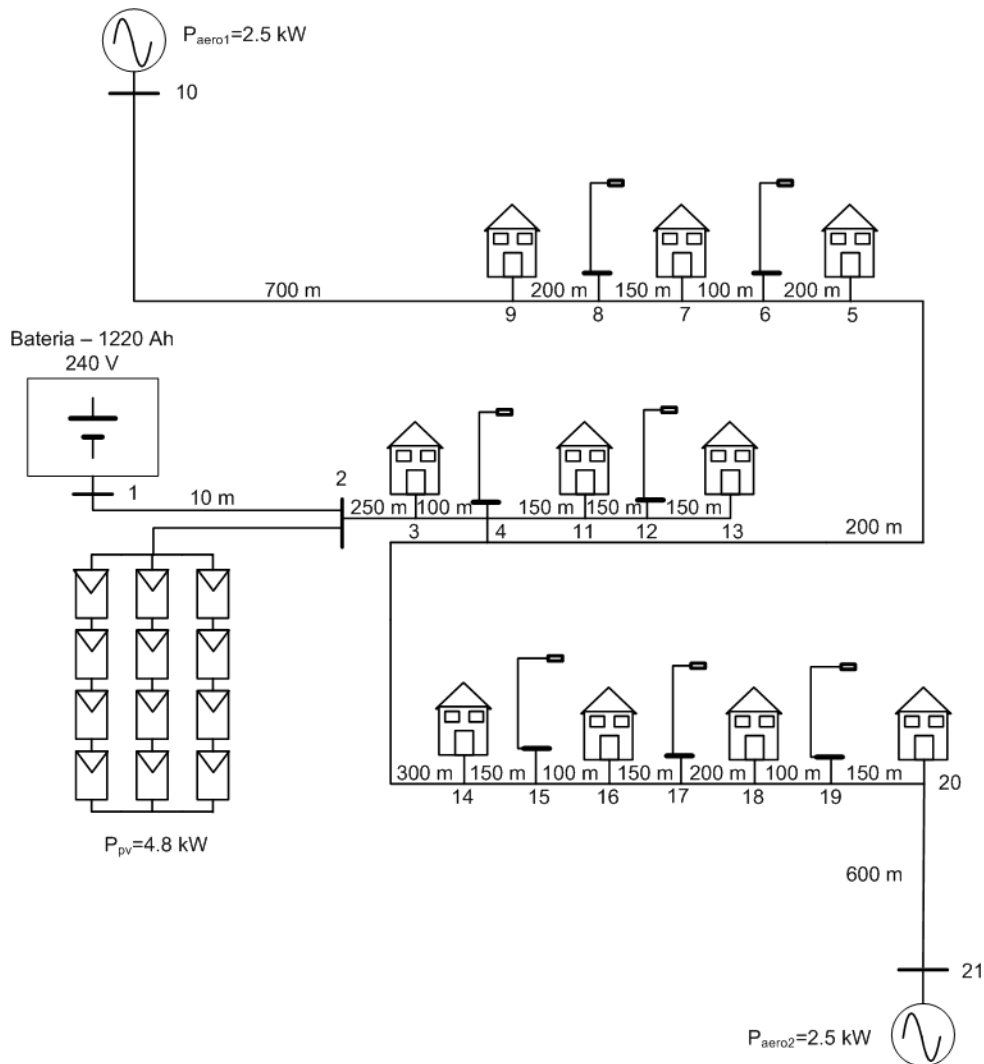 P_aero1=2.5 kW
10
700 m
200 m 150 m 100 m 200 m
9 8 7 6 5
Bateria – 1220 Ah
240 V
1
10 m
2
250 m 100 m 150 m 150 m 150 m
3 4 11 12 13
200 m
300 m 150 m 100 m 150 m 200 m 100 m 150 m
14 15 16 17 18 19 20
P_pv=4.8 kW
600 m
21
P_aero2=2.5 kW